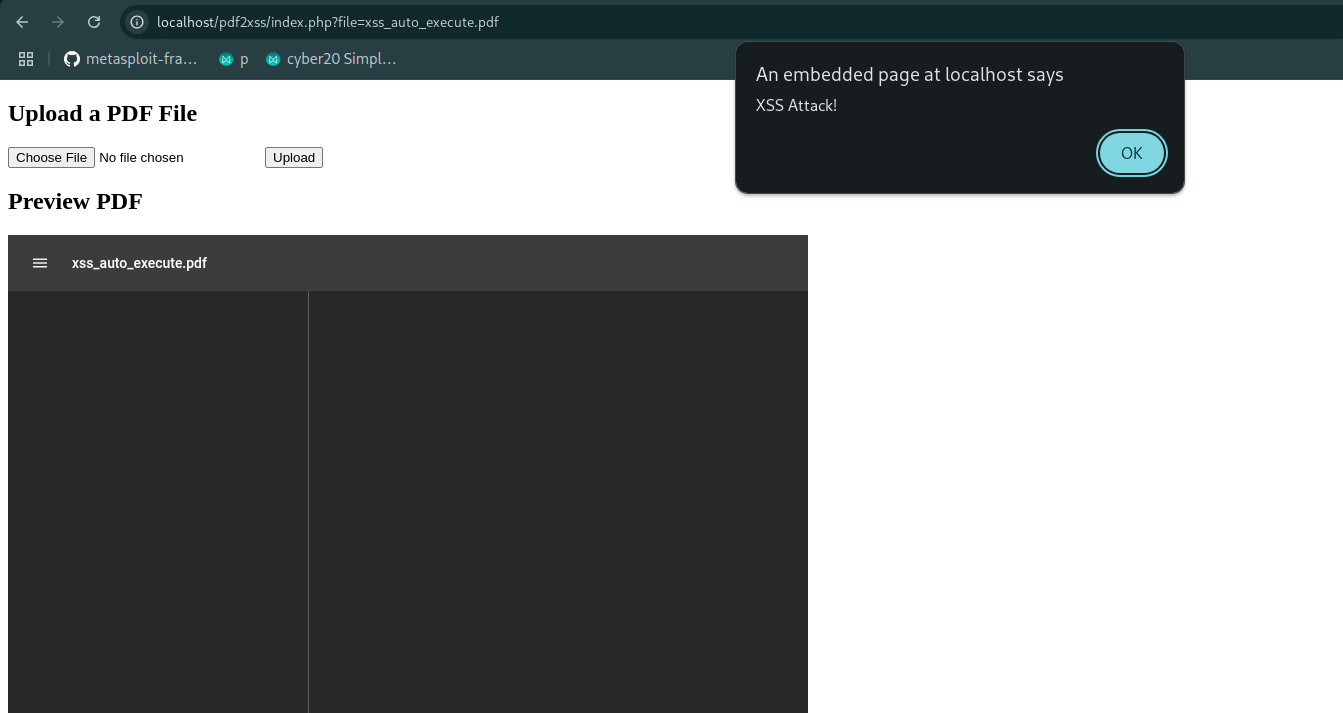 localhost/pdf2xss/index.php?file=xss_auto_execute.pdf
metasploit-fra... p cyber20 Simpl...
An embedded page at localhost says
XSS Attack!
OK
Upload a PDF File
Choose File No file chosen Upload
Preview PDF
xss_auto_execute.pdf